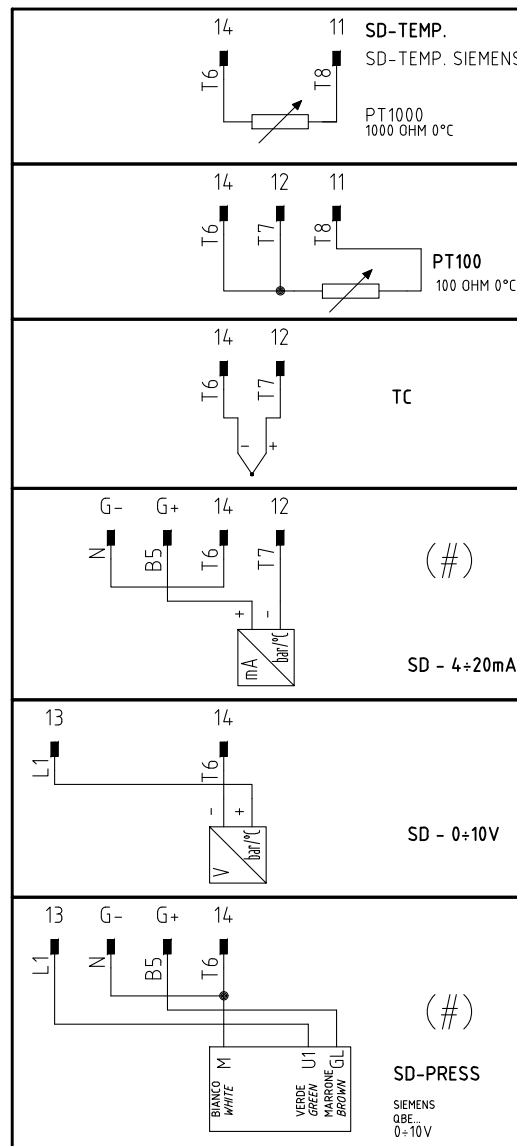 14 11 SD-TEMP.
T6 T8 SD-TEMP. SIEMENS
PT1000
1000 OHM 0°C
14 12 11
T6 T7 T8
PT100
100 OHM 0°C
14 12
T6 T7
TC
- +
G- G+ 14 12
N B5 T6 T7
(#)
+ -
mA bar/°C
SD - 4÷20mA
13 14
L1 T6
- +
V bar/°C
SD - 0÷10V
13 G- G+ 14
L1 N B5 T6
(#)
M U1 GL
BIANCO
WHITE
VERDE
GREEN
MARRONE
BROWN
SD-PRESS
SIEMENS
QBE...
0÷10V